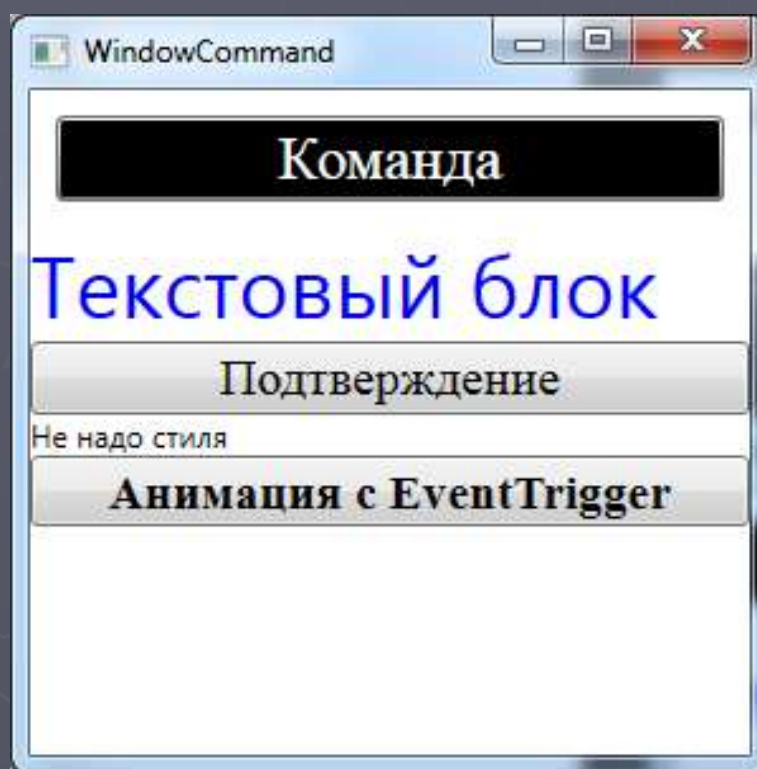 WindowCommand
Команда
Текстовый блок
Подтверждение
Не надо стиля
Анимация с EventTrigger